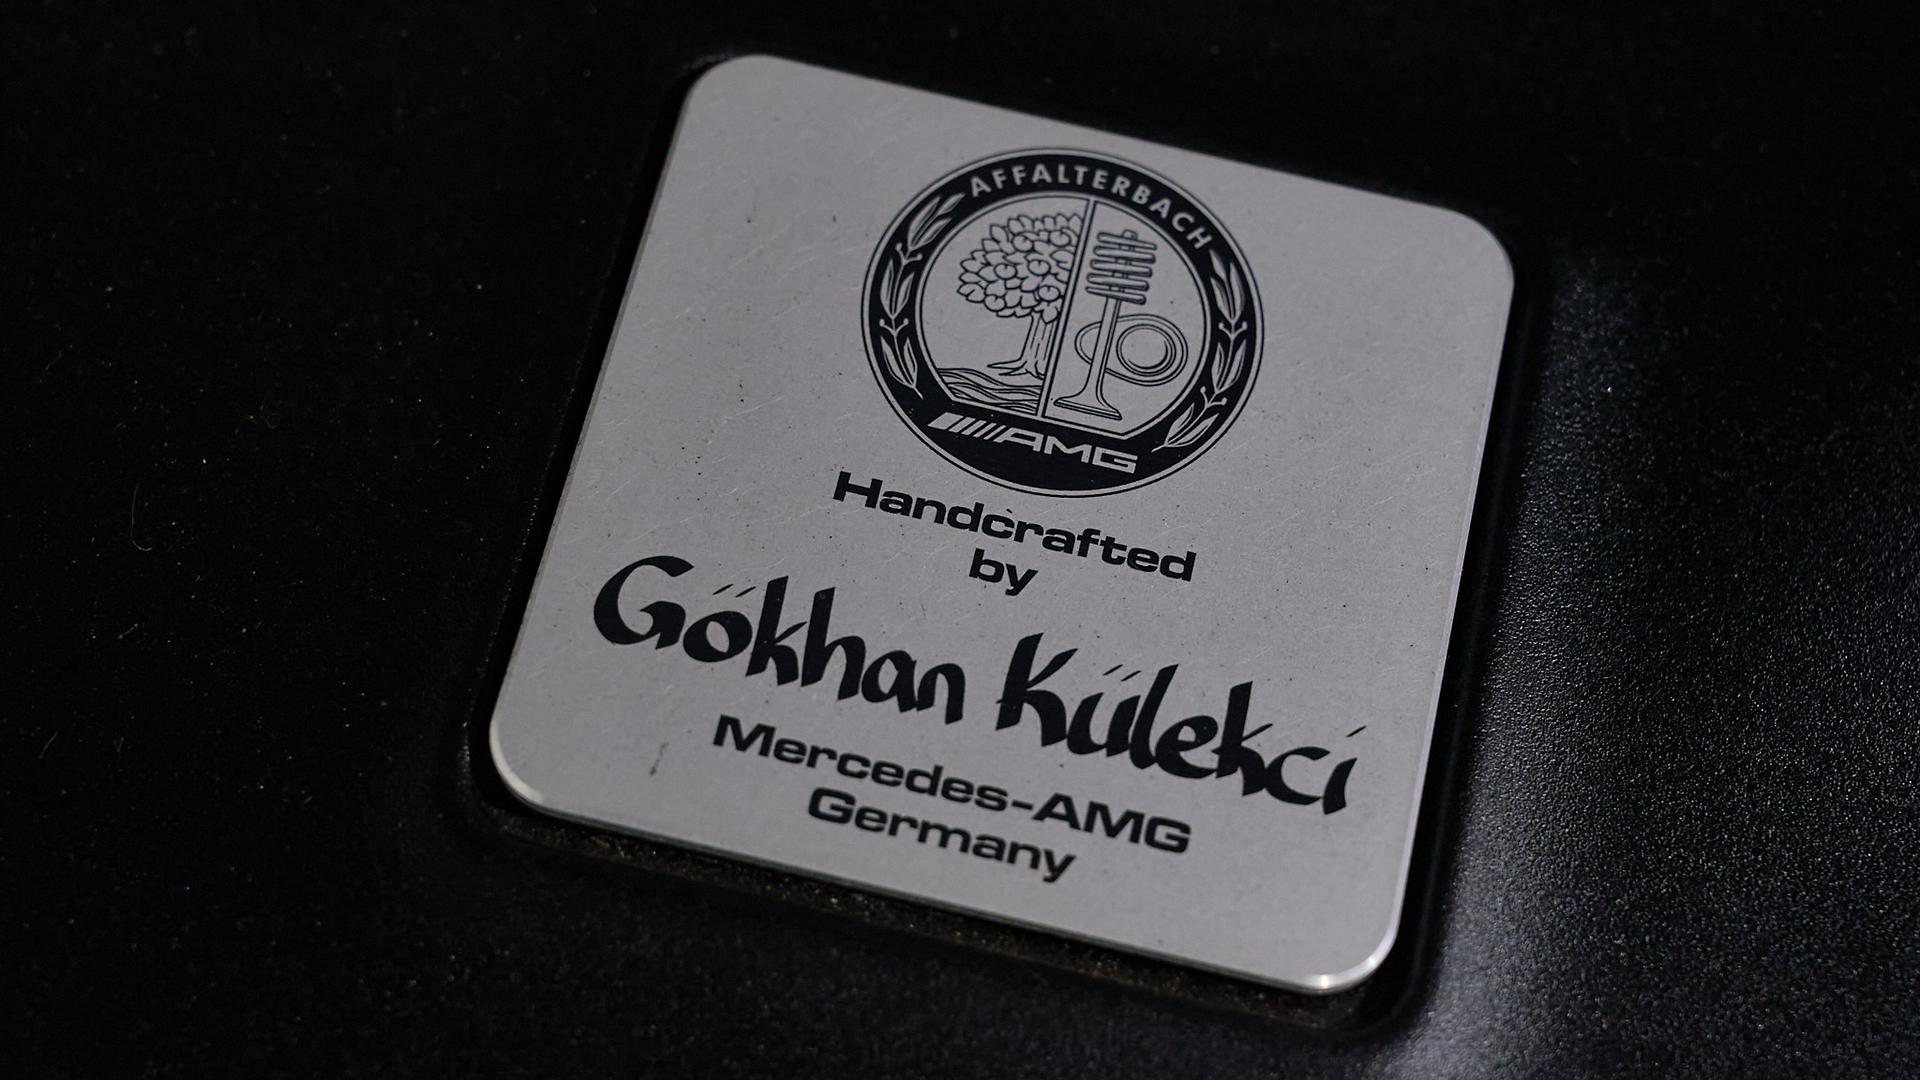 AFFALTERBACH
AMG
Handcrafted
by
Gökhan Külekci
Mercedes-AMG
Germany